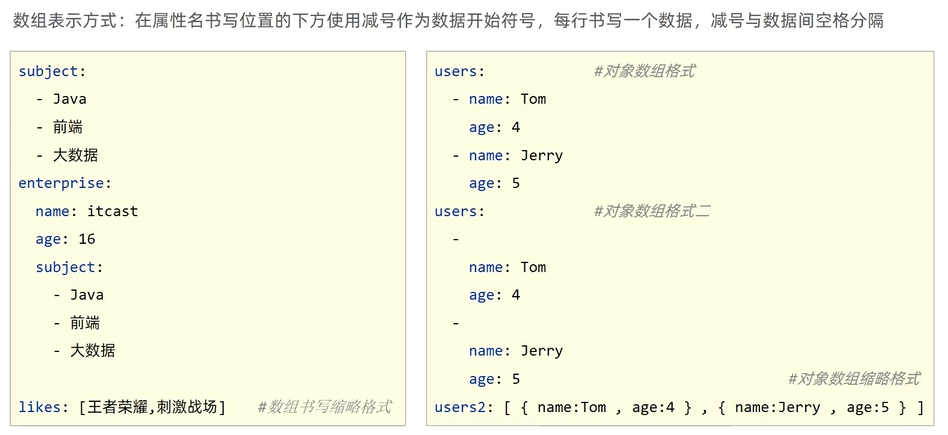 数组表示方式：在属性名书写位置的下方使用减号作为数据开始符号，每行书写一个数据，减号与数据间空格分隔
subject:
  - Java
  - 前端
  - 大数据
enterprise:
  name: itcast
  age: 16
  subject:
    - Java
    - 前端
    - 大数据
likes: [王者荣耀,刺激战场]    #数组书写缩略格式
users:             #对象数组格式
  - name: Tom
    age: 4
  - name: Jerry
    age: 5
users:             #对象数组格式二
  -
    name: Tom
    age: 4
  -
    name: Jerry
    age: 5                               #对象数组缩略格式
users2: [ { name:Tom , age:4 } , { name:Jerry , age:5 } ]